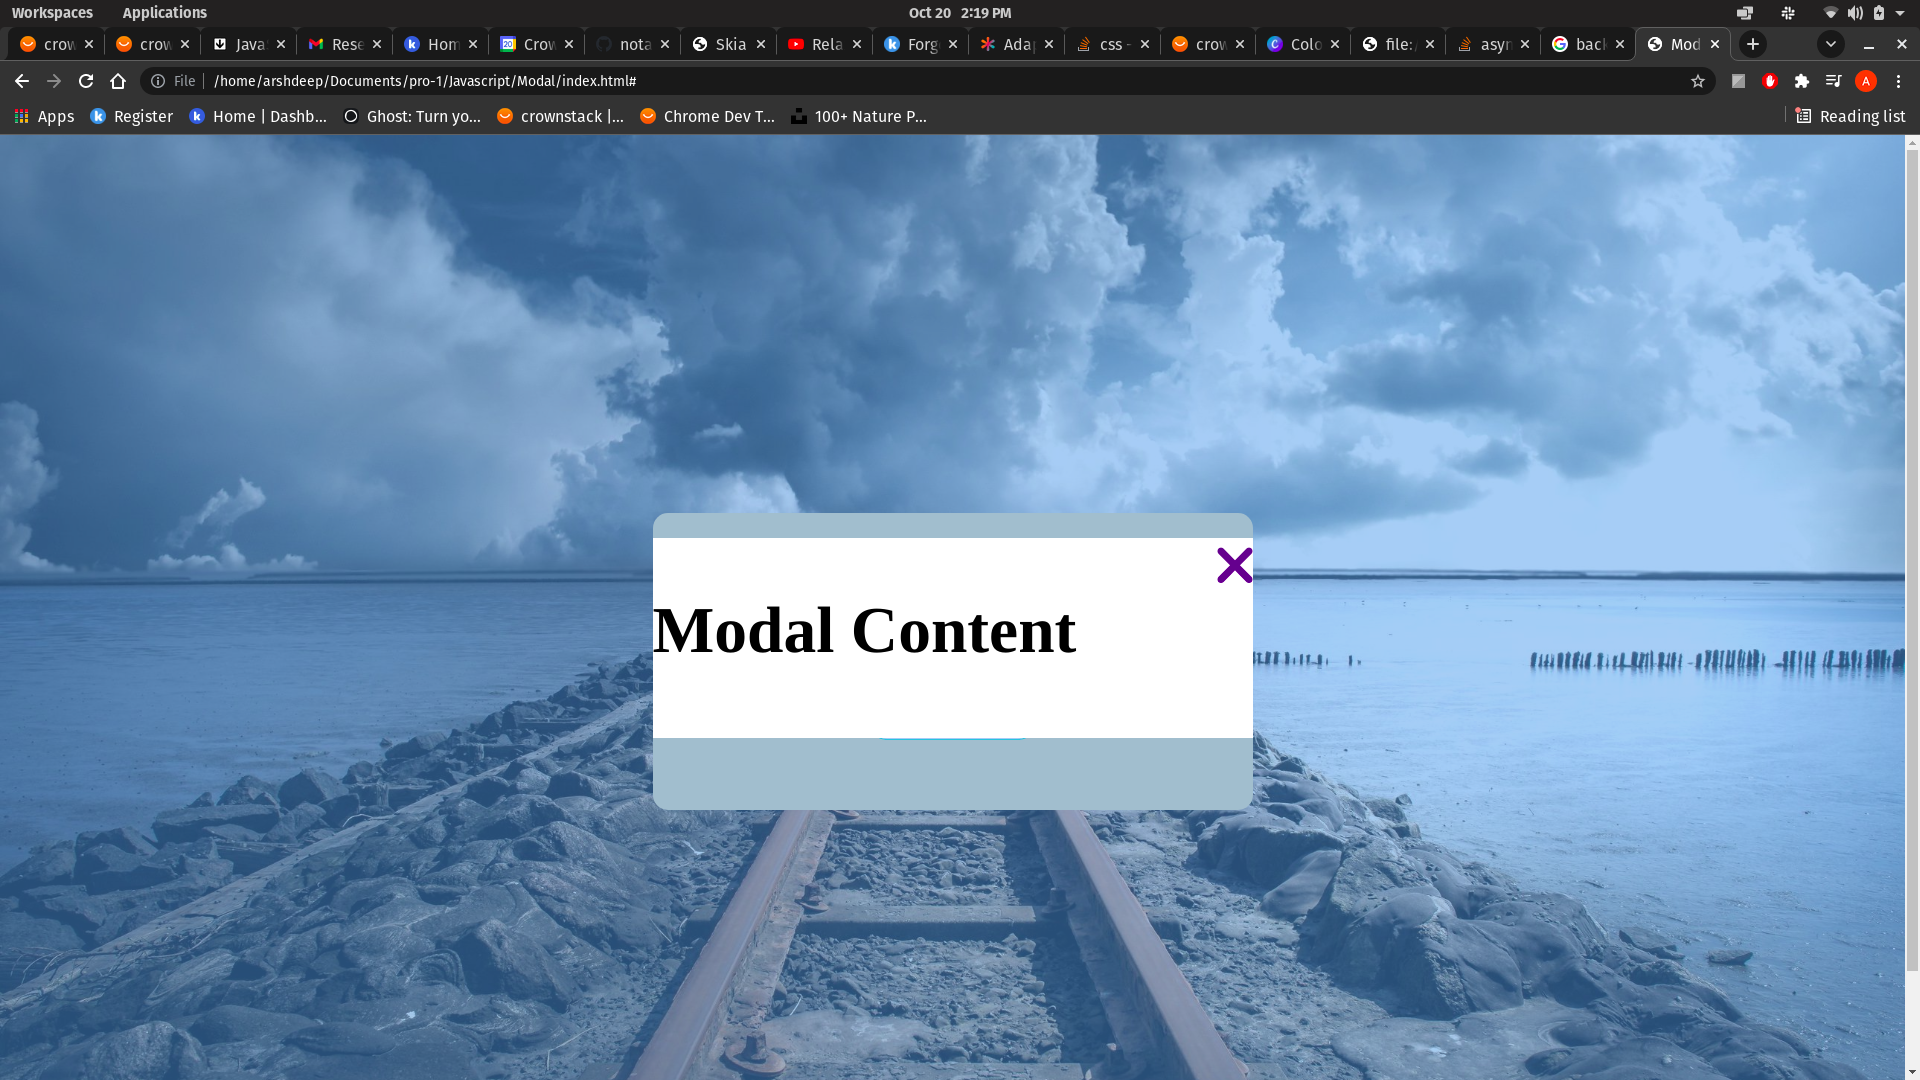 Workspaces Applications Oct 20 2:19 PM
crow crow Java Rese Hom Crow nota Skia Rela Forg Adap css - crow Colo file:/ asyn back Mod
File /home/arshdeep/Documents/pro-1/Javascript/Modal/index.html# A
Apps Register Home | Dashb... Ghost: Turn yo... crownstack |... Chrome Dev T... 100+ Nature P... Reading list
Modal Content